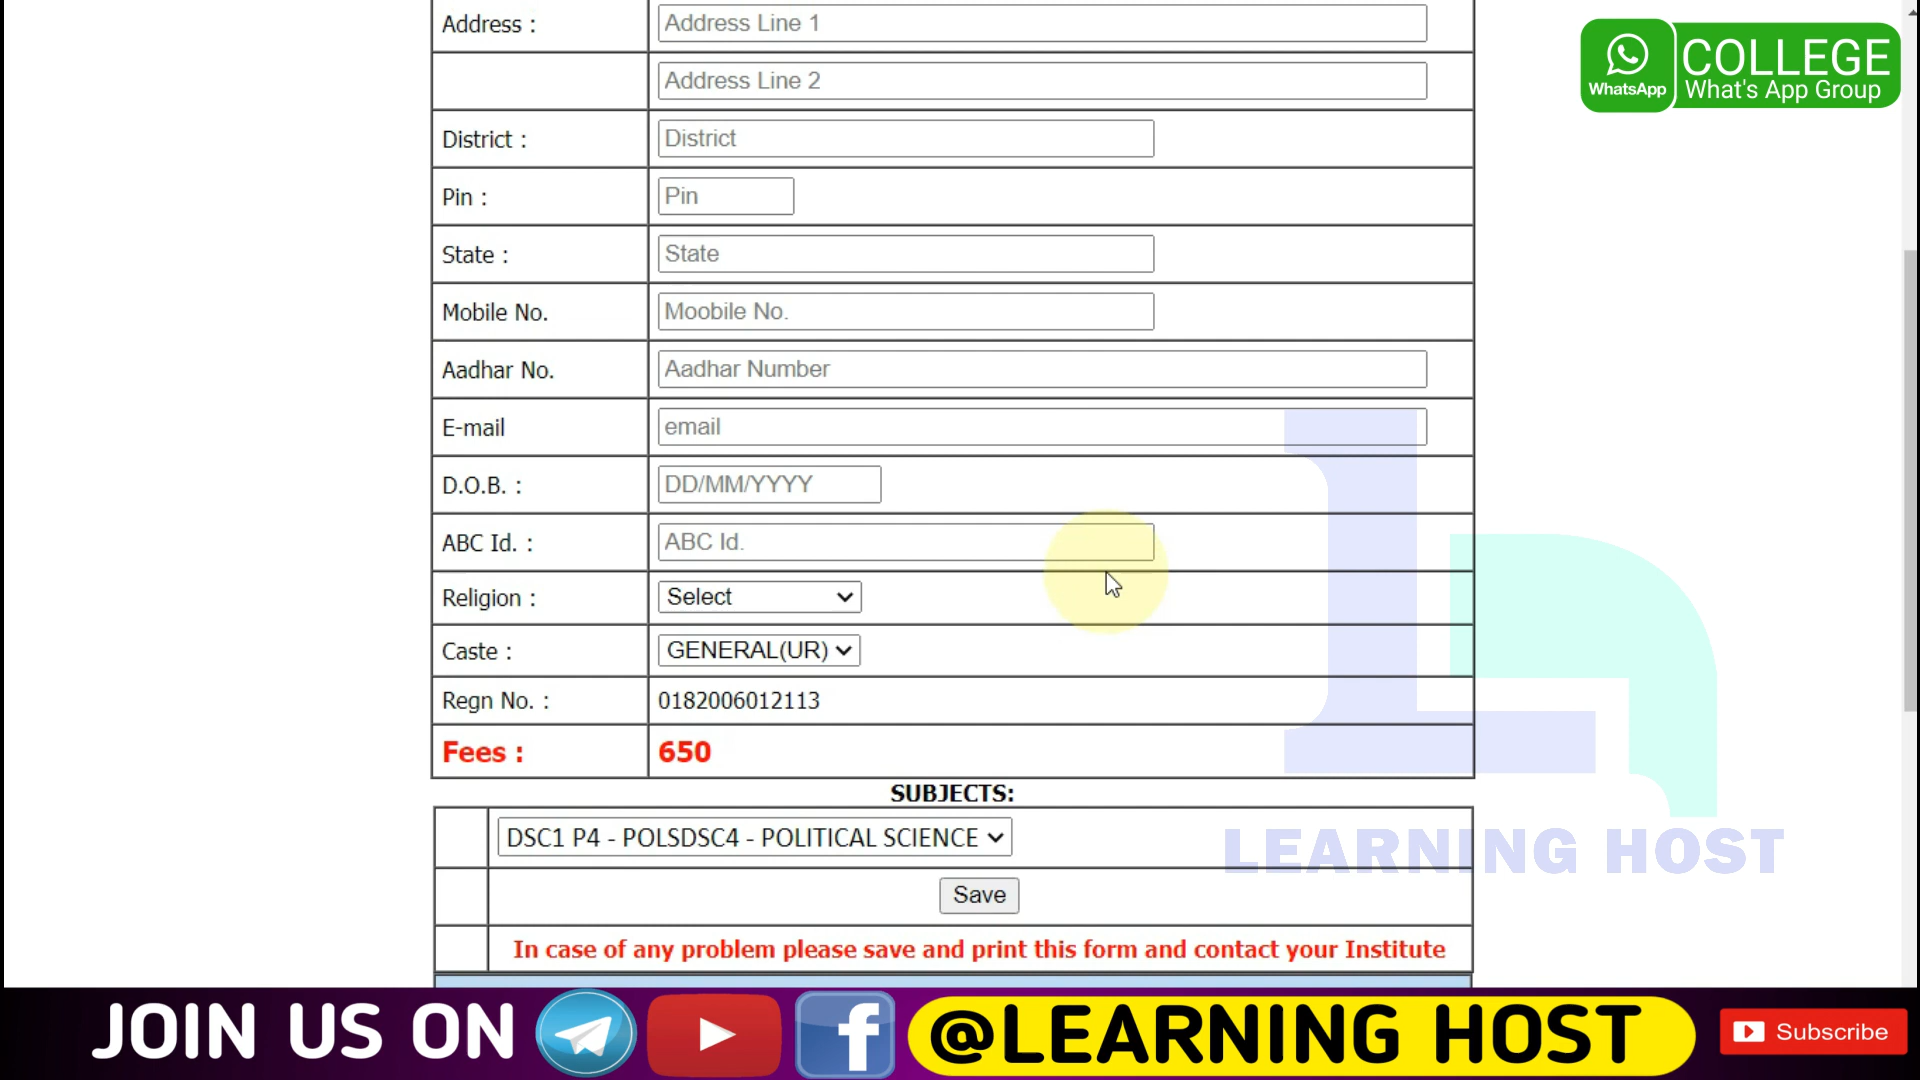 Address : Address Line 1
Address Line 2
District : District
Pin : Pin
State : State
Mobile No. Moobile No.
Aadhar No. Aadhar Number
E-mail email
D.O.B. : DD/MM/YYYY
ABC Id. : ABC Id.
Religion : Select
Caste : GENERAL(UR)
Regn No. : 0182006012113
Fees : 650
SUBJECTS:
DSC1 P4 - POLSDSC4 - POLITICAL SCIENCE
Save
In case of any problem please save and print this form and contact your Institute
WhatsApp
COLLEGE
What's App Group
LEARNING HOST
JOIN US ON @LEARNING HOST Subscribe